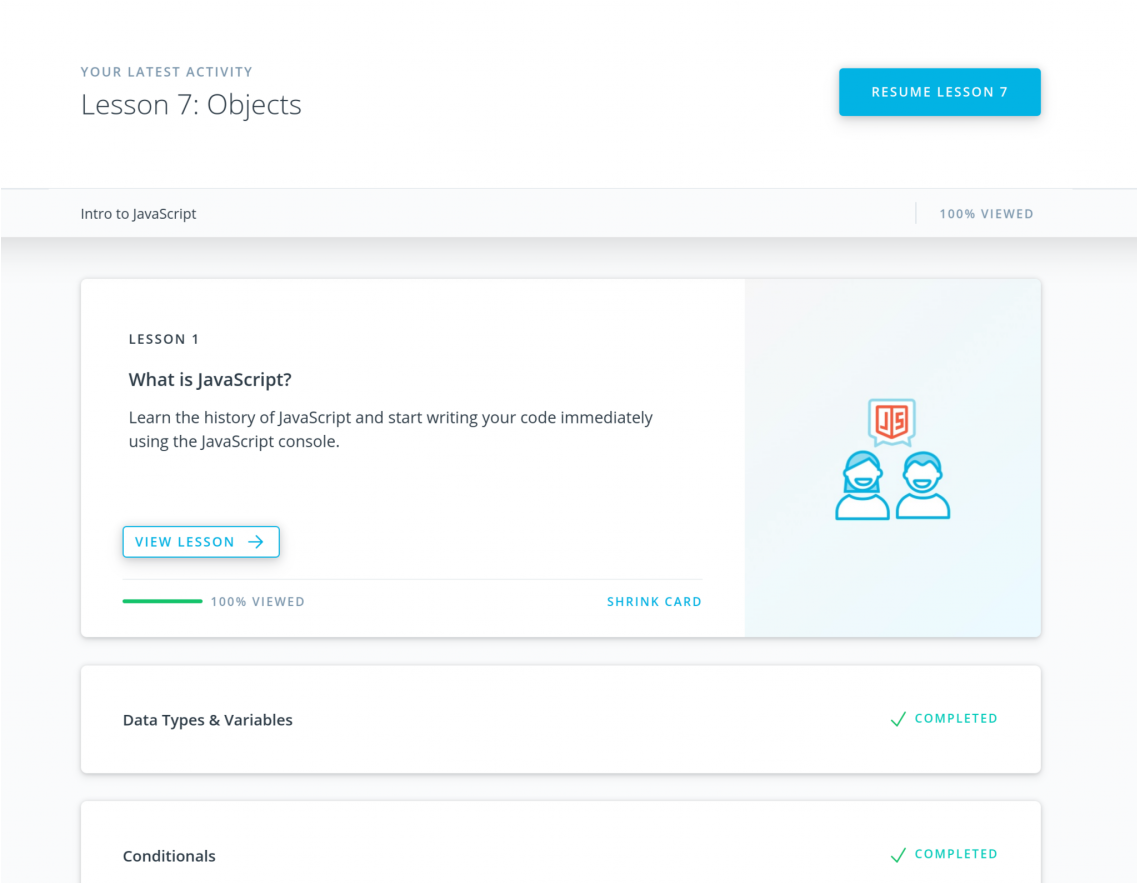 YOUR LATEST ACTIVITY
Lesson 7: Objects
RESUME LESSON 7
Intro to JavaScript
100% VIEWED
LESSON 1
What is JavaScript?
Learn the history of JavaScript and start writing your code immediately
using the JavaScript console.
JS
VIEW LESSON
100% VIEWED
SHRINK CARD
Data Types & Variables
COMPLETED
Conditionals
COMPLETED